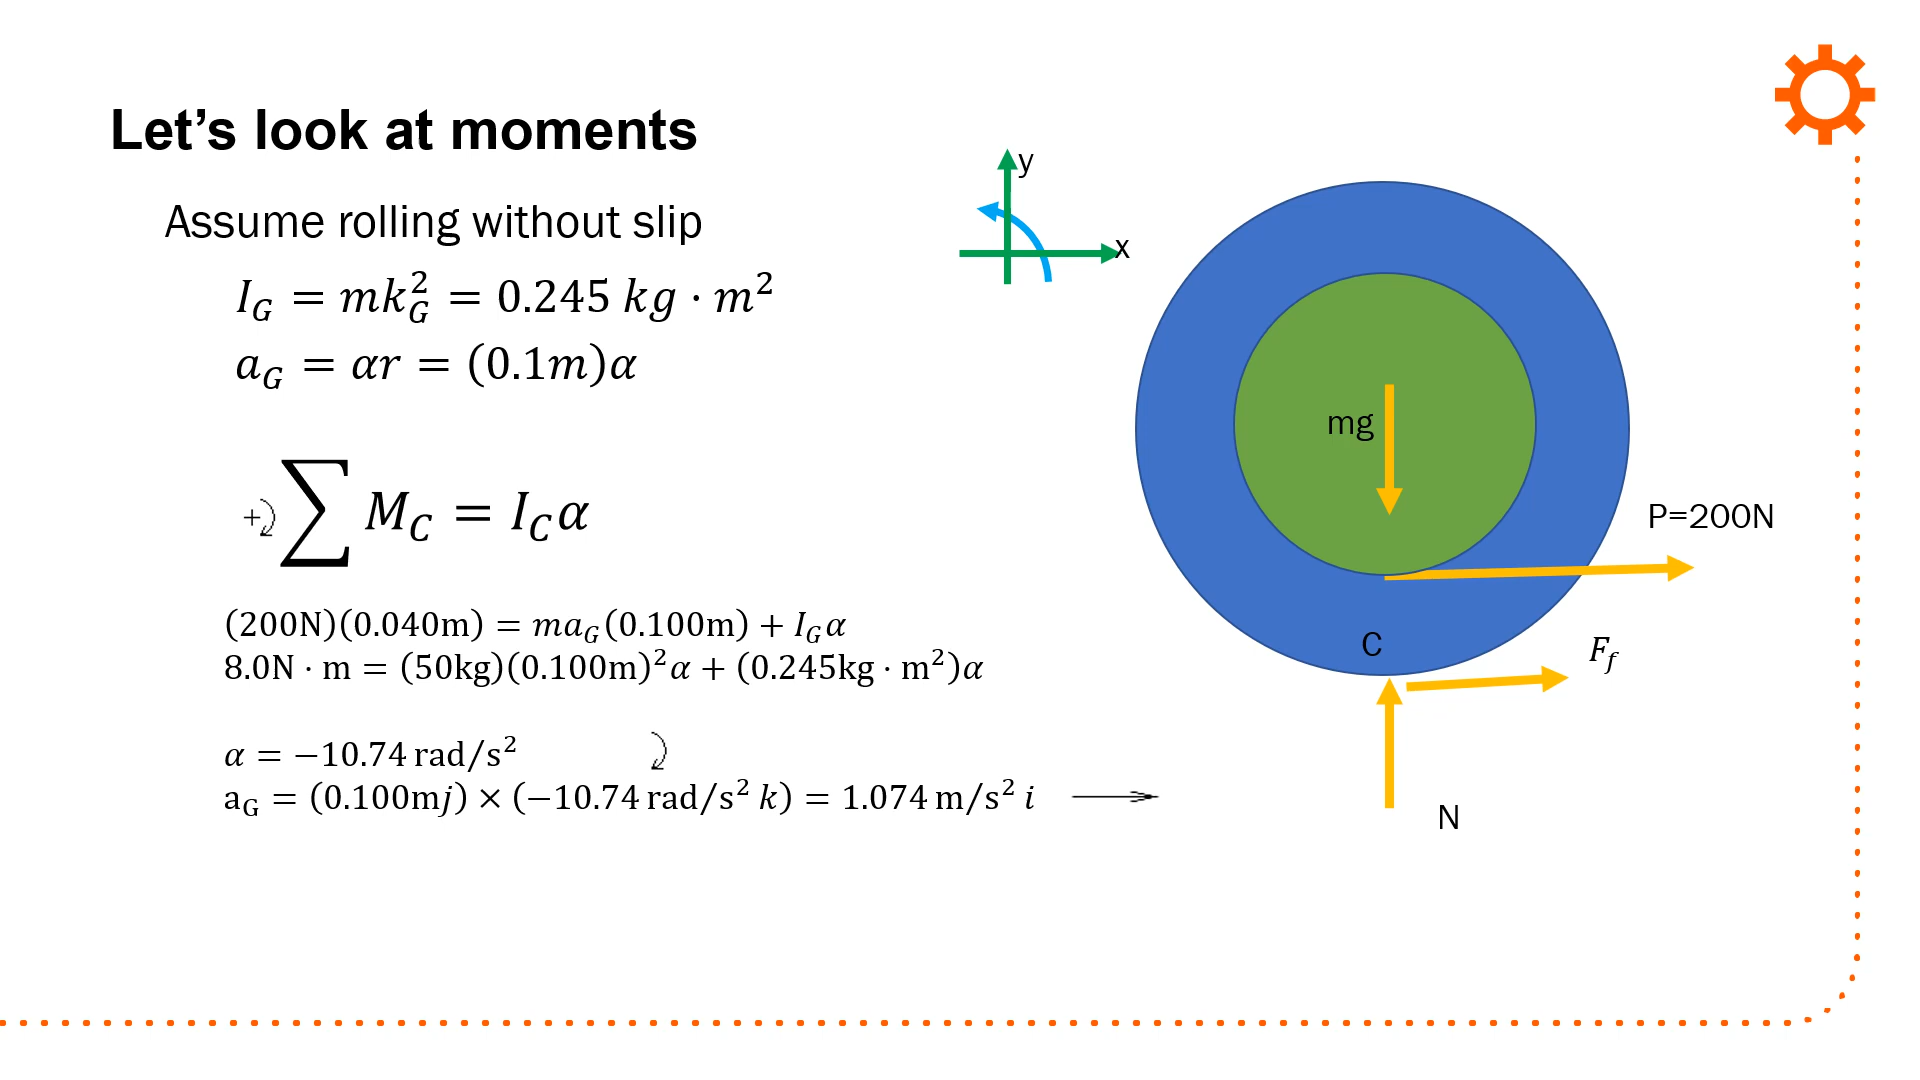 Let’s look at moments
Assume rolling without slip
I_G = mk_G^2 = 0.245 kg · m^2
a_G = αr = (0.1m)α
+⤵ ∑ M_C = I_C α
(200N)(0.040m) = ma_G(0.100m) + I_G α
8.0N · m = (50kg)(0.100m)^2 α + (0.245kg · m^2)α
α = −10.74 rad/s^2 ⤵
a_G = (0.100mj) × (−10.74 rad/s^2 k) = 1.074 m/s^2 i ⟶
y
x
mg
P=200N
C
F_f
N